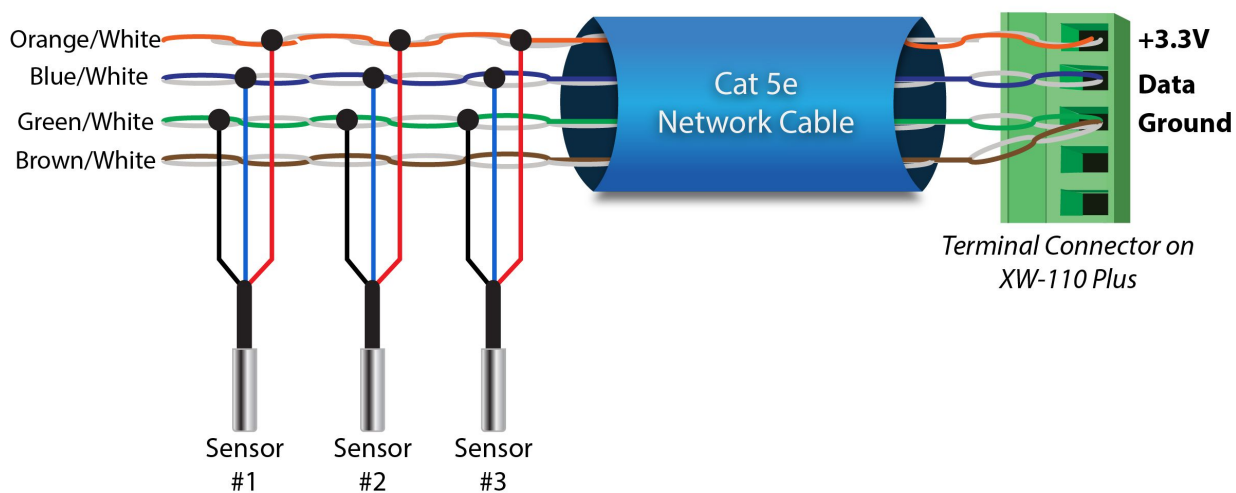 Orange/White
Blue/White
Green/White
Brown/White
Cat 5e
Network Cable
+3.3V
Data
Ground
Terminal Connector on
XW-110 Plus
Sensor
#1
Sensor
#2
Sensor
#3